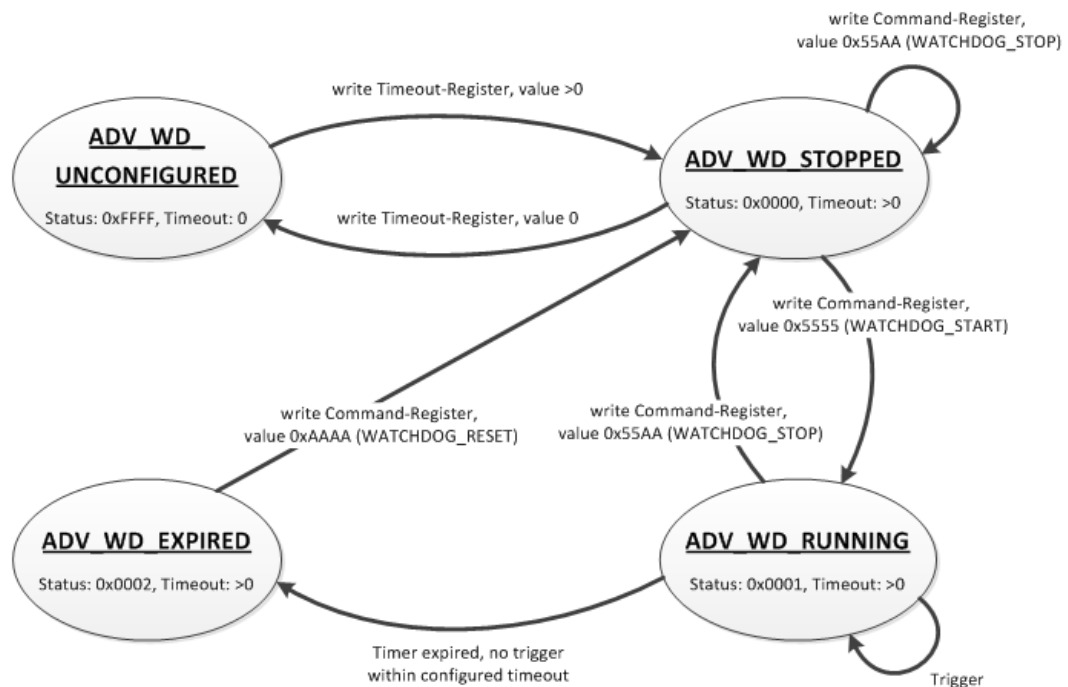 write Command-Register,
value 0x55AA (WATCHDOG_STOP)
write Timeout-Register, value >0
ADV_WD_
UNCONFIGURED
Status: 0xFFFF, Timeout: 0
ADV_WD_STOPPED
Status: 0x0000, Timeout: >0
write Timeout-Register, value 0
write Command-Register,
value 0x5555 (WATCHDOG_START)
write Command-Register,
value 0xAAAA (WATCHDOG_RESET)
write Command-Register,
value 0x55AA (WATCHDOG_STOP)
ADV_WD_EXPIRED
Status: 0x0002, Timeout: >0
ADV_WD_RUNNING
Status: 0x0001, Timeout: >0
Timer expired, no trigger
within configured timeout
Trigger